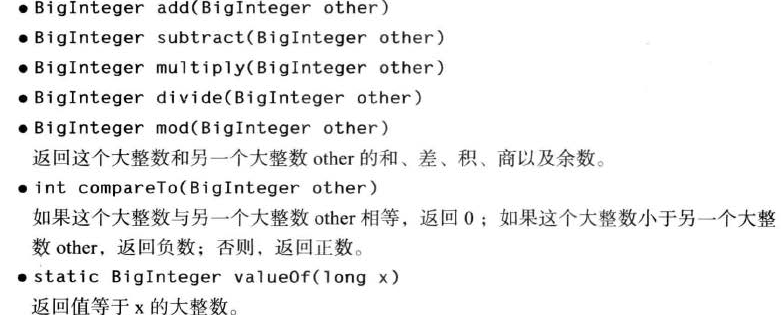 • BigInteger add(BigInteger other)
• BigInteger subtract(BigInteger other)
• BigInteger multiply(BigInteger other)
• BigInteger divide(BigInteger other)
• BigInteger mod(BigInteger other)
返回这个大整数和另一个大整数 other 的和、差、积、商以及余数。
• int compareTo(BigInteger other)
如果这个大整数与另一个大整数 other 相等，返回 0；如果这个大整数小于另一个大整
数 other，返回负数；否则，返回正数。
• static BigInteger valueOf(long x)
返回值等于 x 的大整数。